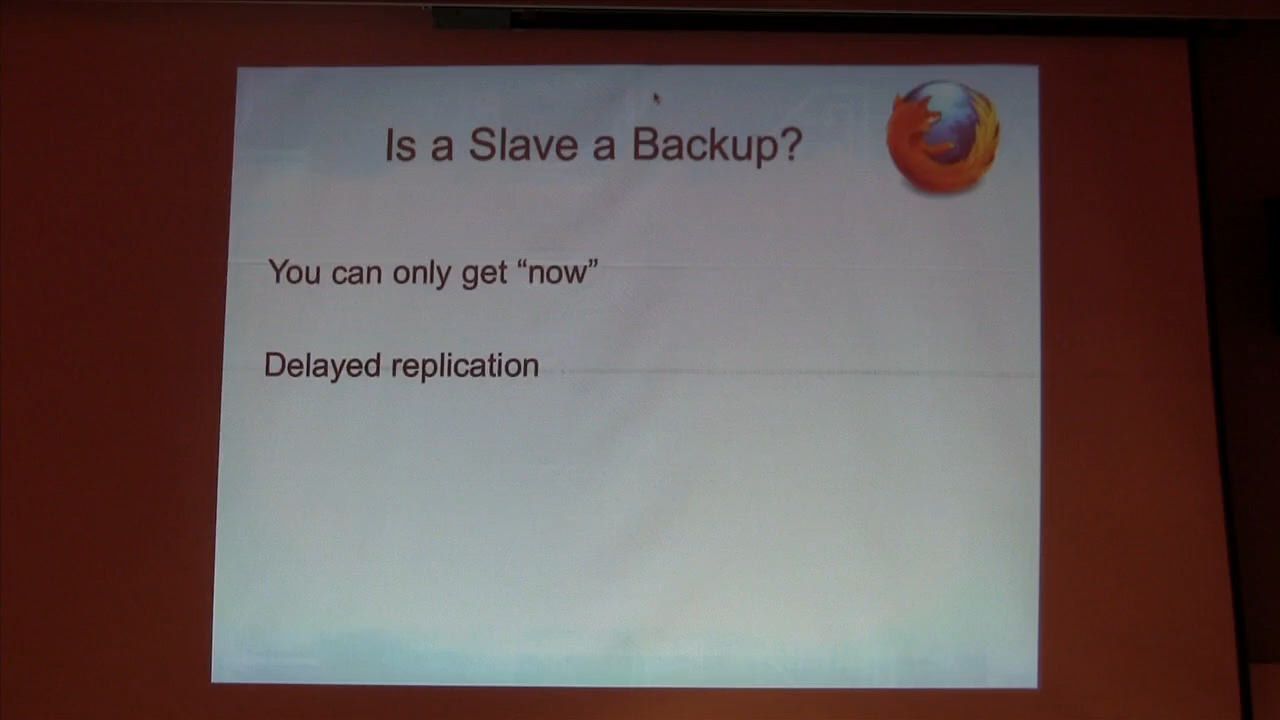 Is a Slave a Backup?
You can only get “now”
Delayed replication